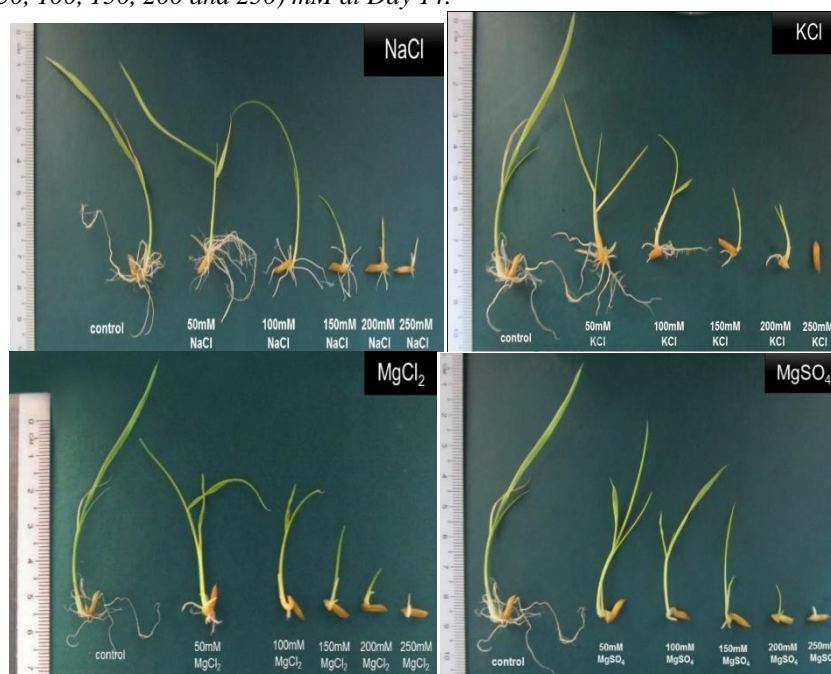 50, 100, 150, 200 and 250) mM at Day 14.
NaCl
control
50mM NaCl
100mM NaCl
150mM NaCl
200mM NaCl
250mM NaCl
KCl
control
50mM KCl
100mM KCl
150mM KCl
200mM KCl
250mM KCl
MgCl₂
control
50mM MgCl₂
100mM MgCl₂
150mM MgCl₂
200mM MgCl₂
250mM MgCl₂
MgSO₄
control
50mM MgSO₄
100mM MgSO₄
150mM MgSO₄
200mM MgSO₄
250m MgSO